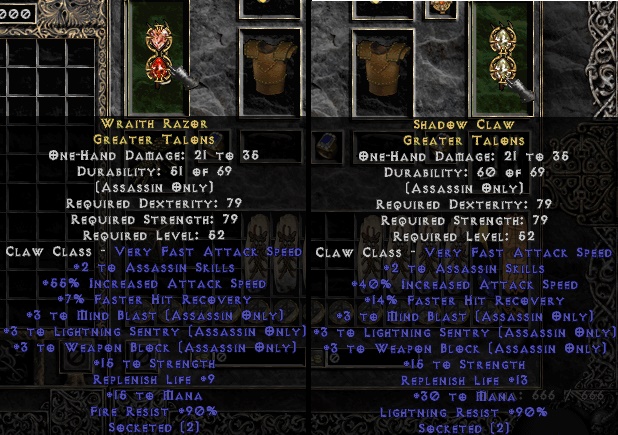 000
Wraith Razor
Greater Talons
One-Hand Damage: 21 to 35
Durability: 51 of 69
(Assassin Only)
Required Dexterity: 79
Required Strength: 79
Required Level: 52
Claw Class - Very Fast Attack Speed
+2 to Assassin Skills
+55% Increased Attack Speed
+7% Faster Hit Recovery
+3 to Mind Blast (Assassin Only)
+3 to Lightning Sentry (Assassin Only)
+3 to Weapon Block (Assassin Only)
+15 to Strength
Replenish Life +9
+15 to Mana
Fire Resist +90%
Socketed (2)
Shadow Claw
Greater Talons
One-Hand Damage: 21 to 35
Durability: 60 of 69
(Assassin Only)
Required Dexterity: 79
Required Strength: 79
Required Level: 52
Claw Class - Very Fast Attack Speed
+2 to Assassin Skills
+40% Increased Attack Speed
+14% Faster Hit Recovery
+3 to Mind Blast (Assassin Only)
+3 to Lightning Sentry (Assassin Only)
+3 to Weapon Block (Assassin Only)
+15 to Strength
Replenish Life +13
+30 to Mana
Lightning Resist +90%
Socketed (2)